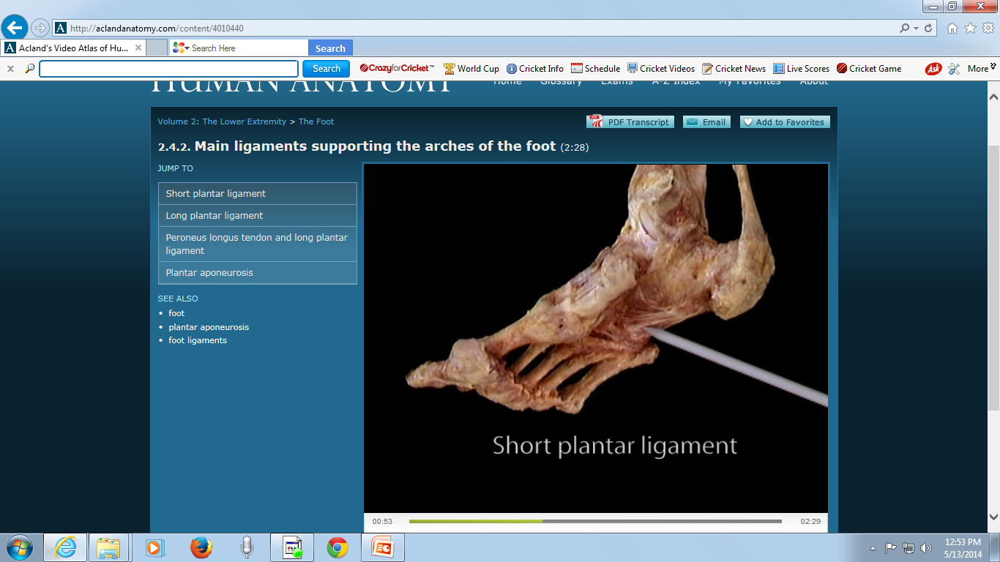 http://aclandanatomy.com/content/4010440
Acland's Video Atlas of Hu...
Search Here
Search
Search
CrazyforCricket™
World Cup
Cricket Info
Schedule
Cricket Videos
Cricket News
Live Scores
Cricket Game
Ask
More
HUMAN ANATOMY
Home
Glossary
Exams
A-Z Index
My Favorites
About
Volume 2: The Lower Extremity > The Foot
PDF Transcript
Email
Add to Favorites
2.4.2. Main ligaments supporting the arches of the foot (2:28)
JUMP TO
Short plantar ligament
Long plantar ligament
Peroneus longus tendon and long plantar
ligament
Plantar aponeurosis
SEE ALSO
• foot
• plantar aponeurosis
• foot ligaments
Short plantar ligament
00:53
02:29
12:53 PM
5/13/2014